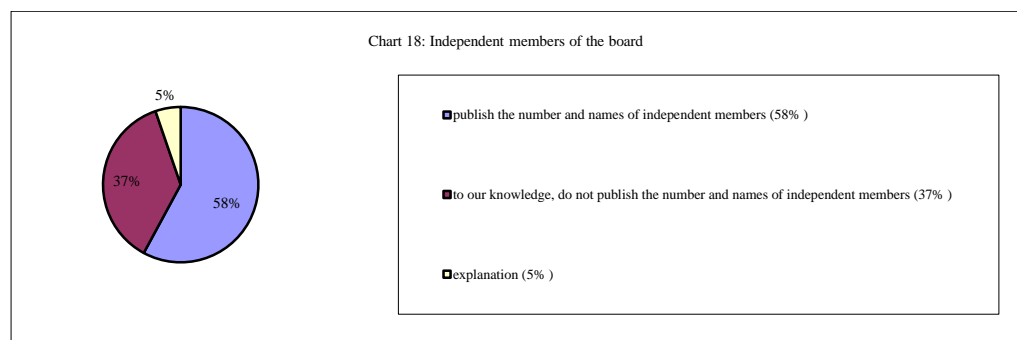 Chart 18: Independent members of the board
5%
37%
58%
publish the number and names of independent members (58% )
to our knowledge, do not publish the number and names of independent members (37% )
explanation (5% )